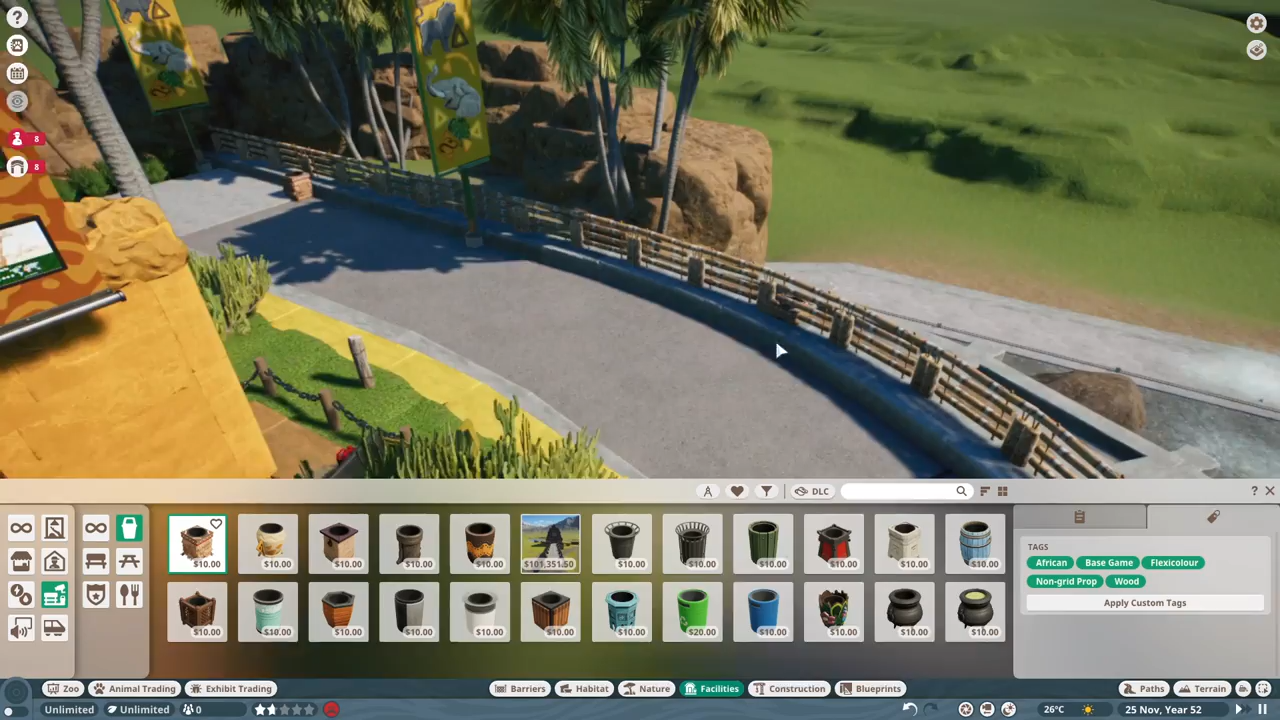 ?
8
8
DLC
?
$10.00 $10.00 $10.00 $10.00 $10.00 $101,351.50 $10.00 $10.00 $10.00 $10.00 $10.00 $10.00
$10.00 $10.00 $10.00 $10.00 $10.00 $10.00 $10.00 $20.00 $10.00 $10.00 $10.00 $10.00
TAGS
African Base Game Flexicolour
Non-grid Prop Wood
Apply Custom Tags
Zoo Animal Trading Exhibit Trading Barriers Habitat Nature Facilities Construction Blueprints Paths Terrain
Unlimited Unlimited 0 26°C 25 Nov, Year 52